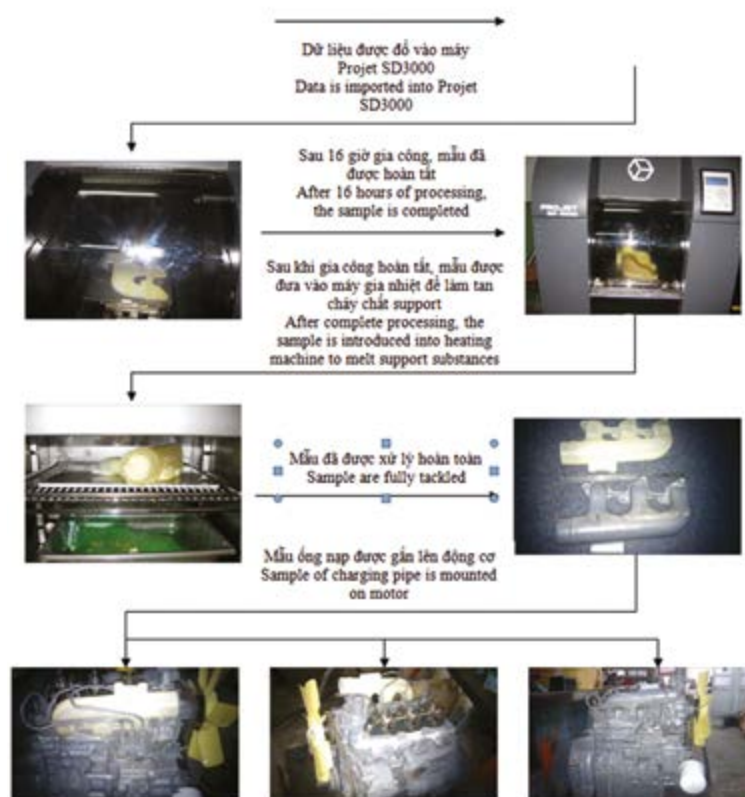 Dữ liệu được đổ vào máy
Projet SD3000
Data is imported into Projet
SD3000
Sau 16 giờ gia công, mẫu đã
được hoàn tất
After 16 hours of processing,
the sample is completed
PROJET
Sau khi gia công hoàn tất, mẫu được
đưa vào máy gia nhiệt để làm tan
chảy chất support
After complete processing, the
sample is introduced into heating
machine to melt support substances
Mẫu đã được xử lý hoàn toàn
Sample are fully tackled
Mẫu ống nạp được gắn lên động cơ
Sample of charging pipe is mounted
on motor